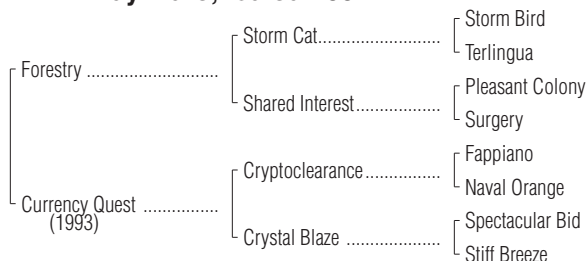 Storm Bird
Storm Cat
Terlingua
Forestry
Pleasant Colony
Shared Interest
Surgery
Fappiano
Cryptoclearance
Naval Orange
Currency Quest
(1993)
Spectacular Bid
Crystal Blaze
Stiff Breeze